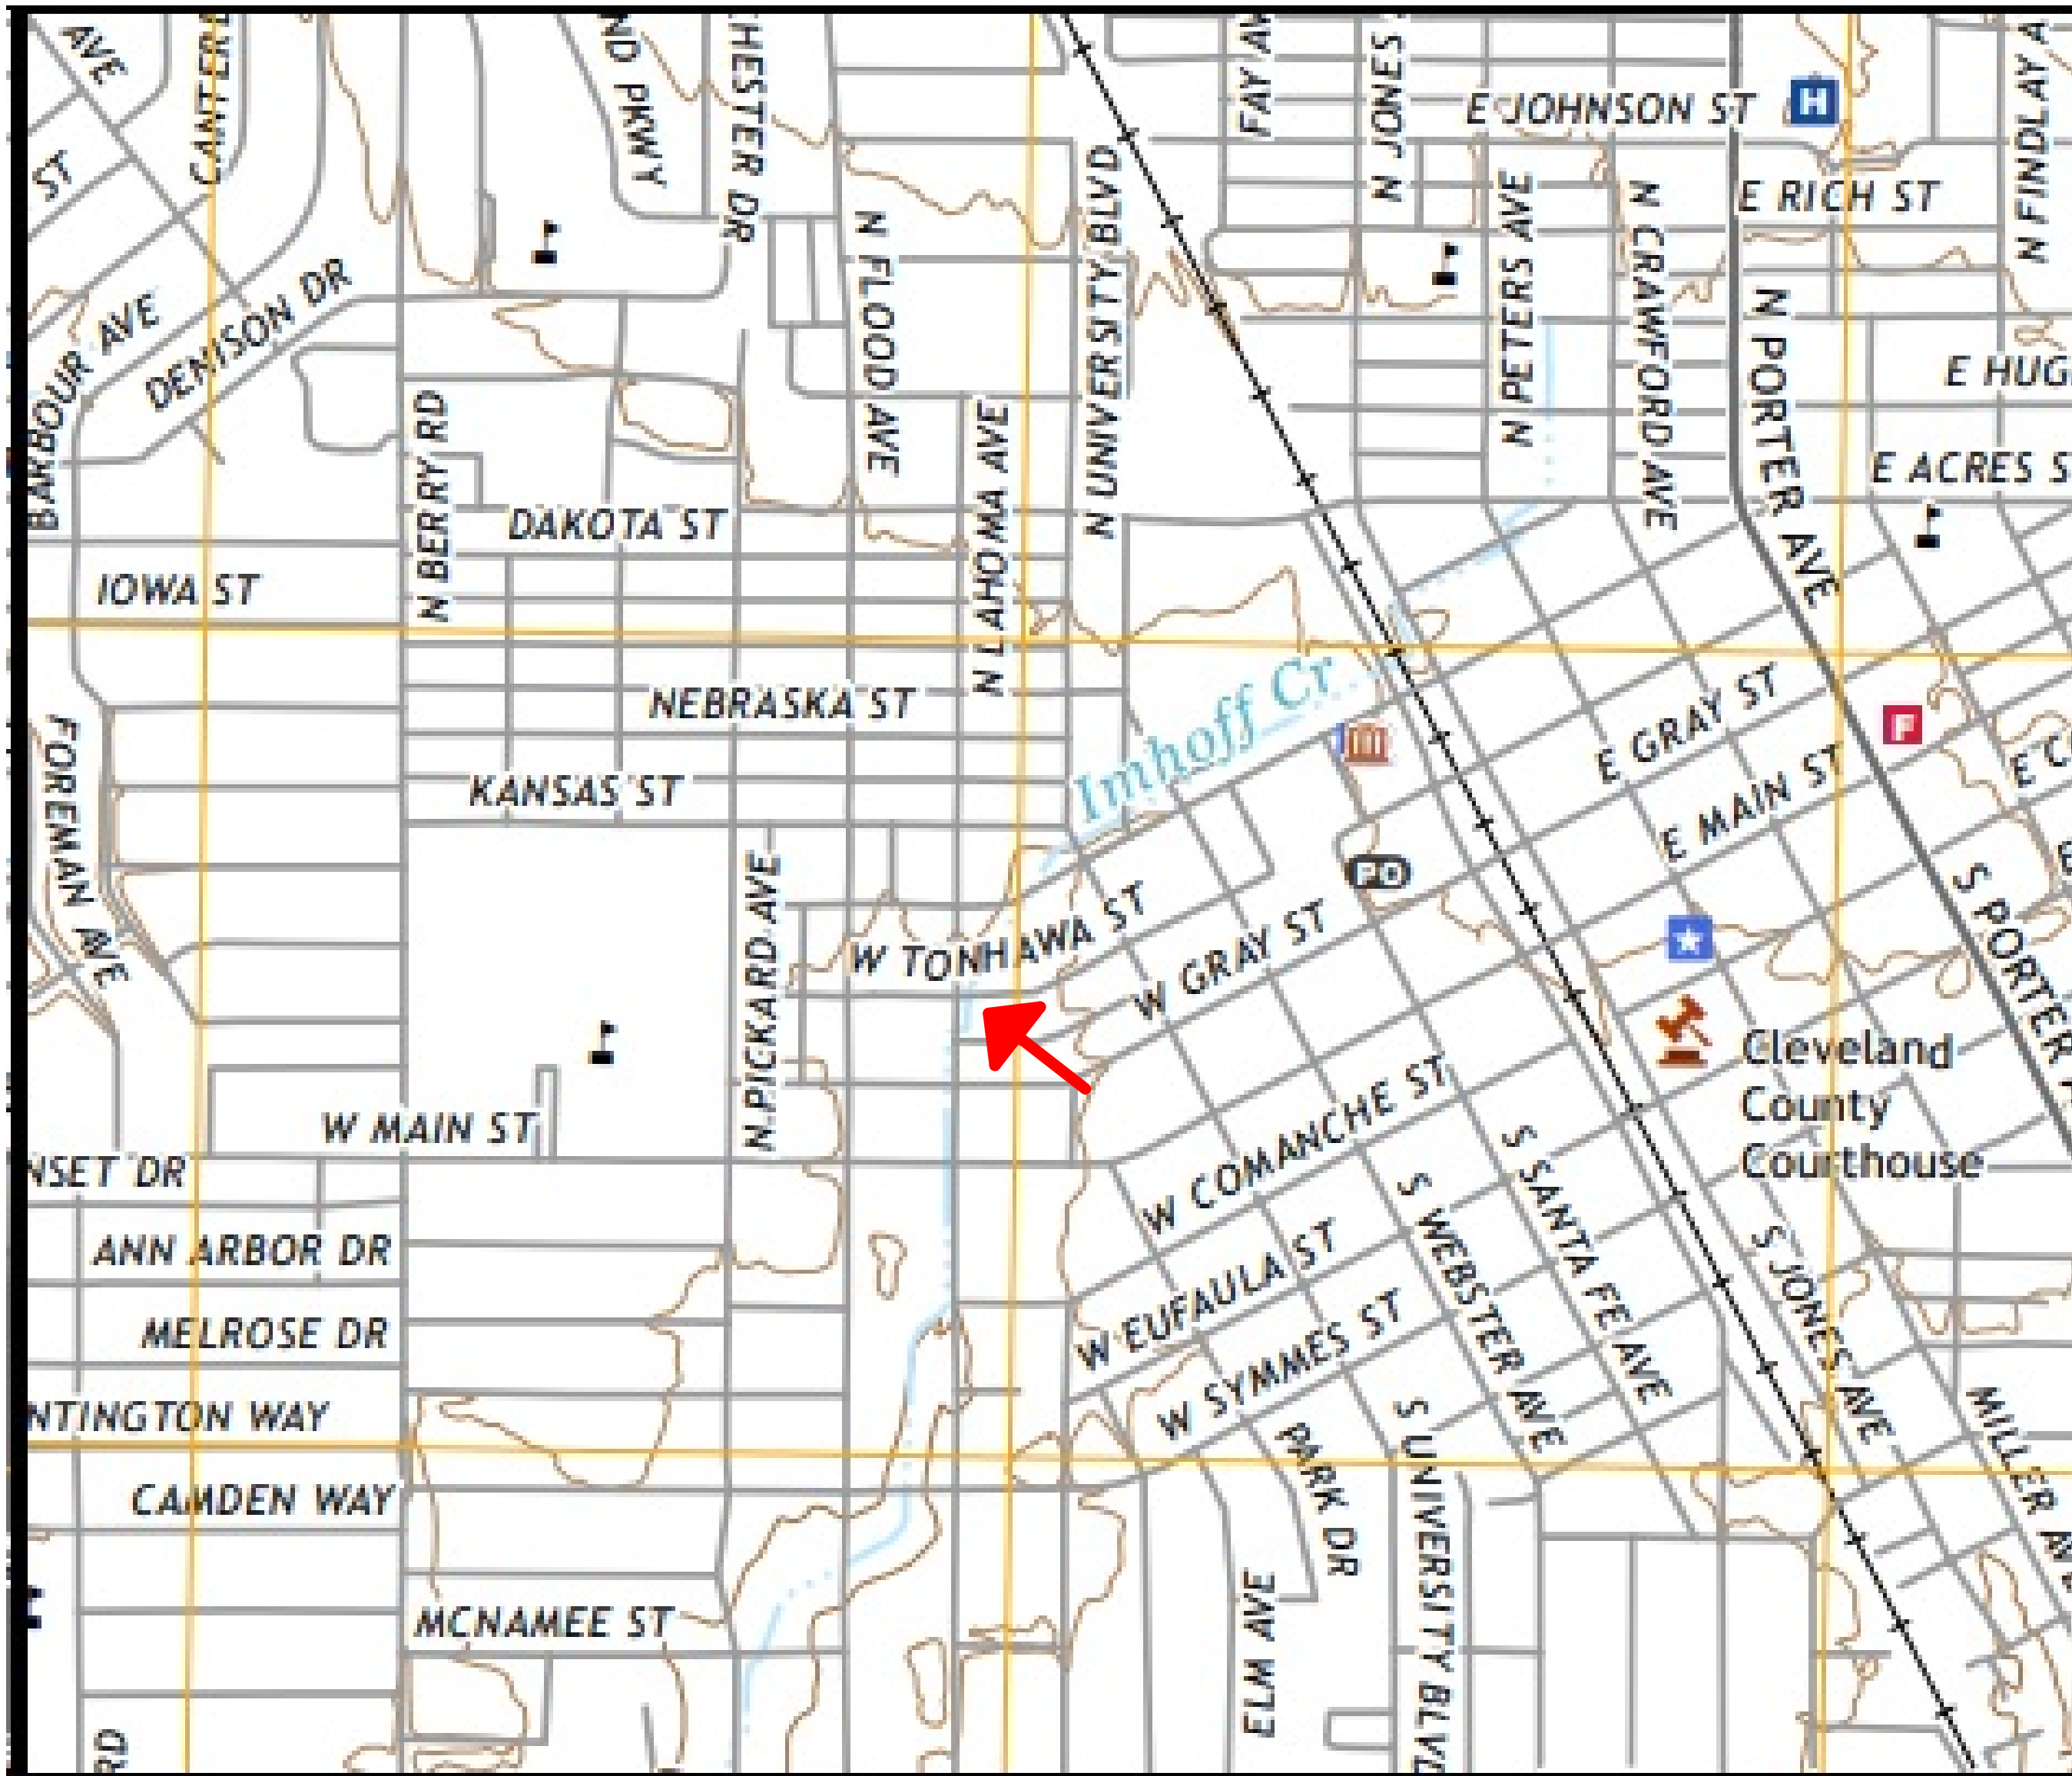 AVE
CANTER
ND PKWY
HESTER DR
FAY AV
N JONES
E JOHNSON ST
H
N FINDLAY A
ST
N FLOOD AVE
N UNIVERSITY BLVD
N PETERS AVE
N CRAWFORD AVE
E RICH ST
BARBOUR AVE
DENISON DR
N PORTER AVE
E HUG
N BERRY RD
N LAHOMA AVE
E ACRES S
DAKOTA ST
IOWA ST
NEBRASKA ST
Imhoff Cr
E GRAY ST
F
FOREMAN AVE
KANSAS ST
E MAIN ST
E C
PO
N PICKARD AVE
W TONHAWA ST
W GRAY ST
S PORTER
Cleveland
County
Courthouse
W MAIN ST
W COMANCHE ST
NSET DR
ANN ARBOR DR
W EUFAULA ST
S WEBSTER AVE
S SANTA FE AVE
S JONES AVE
MELROSE DR
W SYMMES ST
NTINGTON WAY
PARK DR
S UNIVERSITY BLVD
MILLER AVE
CAMDEN WAY
MCNAMEE ST
ELM AVE
RD